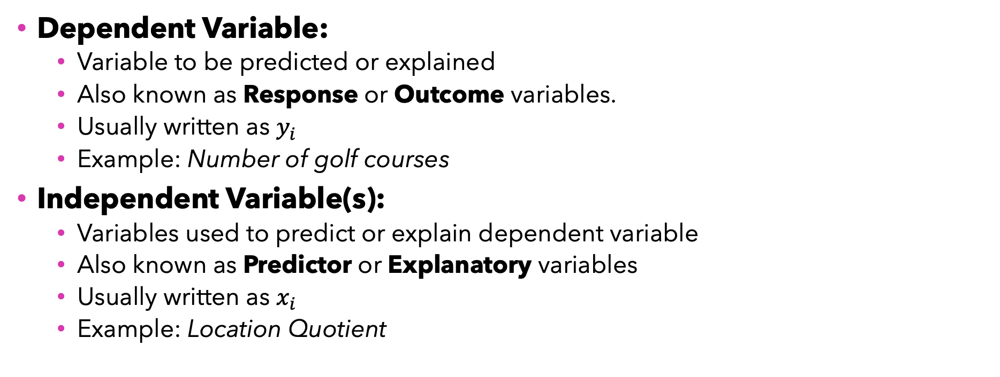 • Dependent Variable:
• Variable to be predicted or explained
• Also known as Response or Outcome variables.
• Usually written as yᵢ
• Example: Number of golf courses
• Independent Variable(s):
• Variables used to predict or explain dependent variable
• Also known as Predictor or Explanatory variables
• Usually written as xᵢ
• Example: Location Quotient